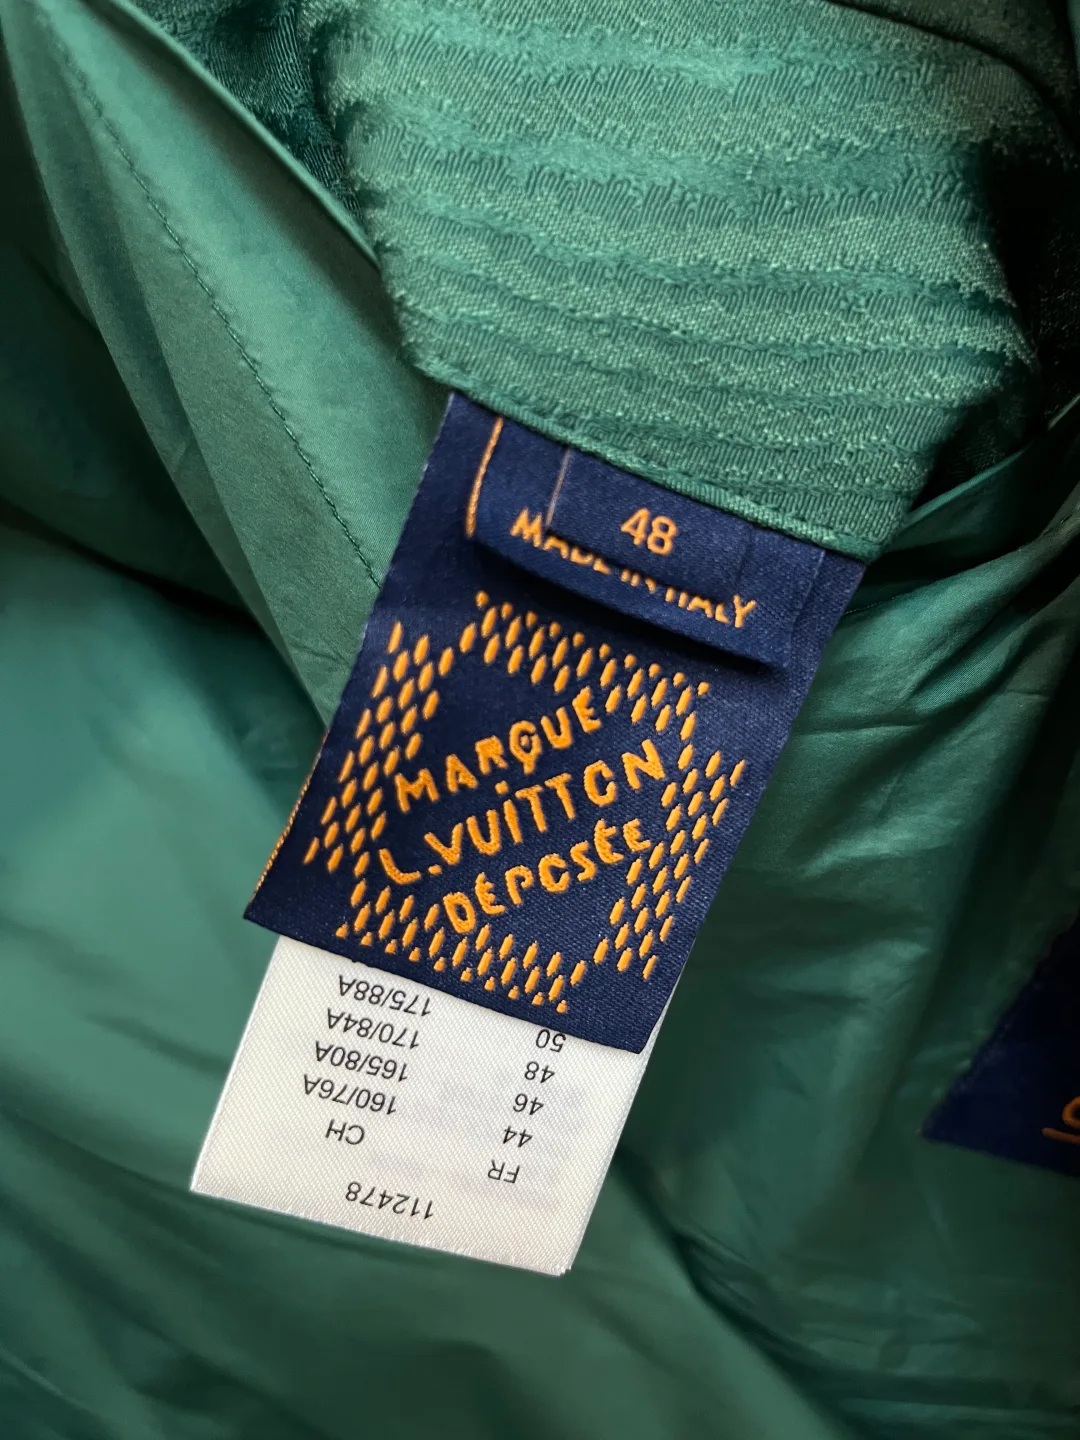 48
MADE IN ITALY
MARQUE
L.VUITTON
DÉPOSÉE
112478
FR CH
44 160/76A
46 165/80A
48 170/84A
50 175/88A